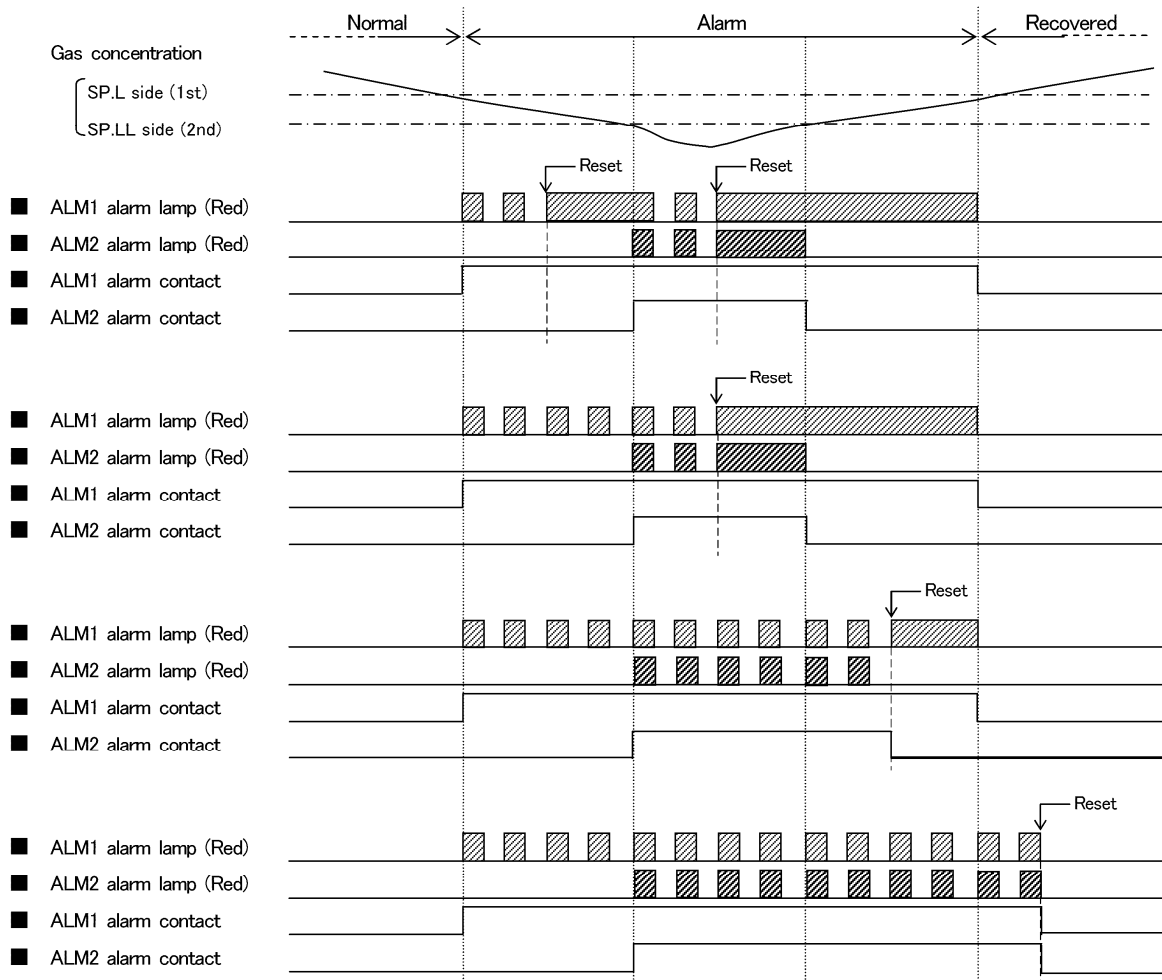 Normal Alarm Recovered
Gas concentration
SP.L side (1st)
SP.LL side (2nd)
Reset Reset
■ ALM1 alarm lamp (Red)
■ ALM2 alarm lamp (Red)
■ ALM1 alarm contact
■ ALM2 alarm contact
Reset
■ ALM1 alarm lamp (Red)
■ ALM2 alarm lamp (Red)
■ ALM1 alarm contact
■ ALM2 alarm contact
Reset
■ ALM1 alarm lamp (Red)
■ ALM2 alarm lamp (Red)
■ ALM1 alarm contact
■ ALM2 alarm contact
Reset
■ ALM1 alarm lamp (Red)
■ ALM2 alarm lamp (Red)
■ ALM1 alarm contact
■ ALM2 alarm contact